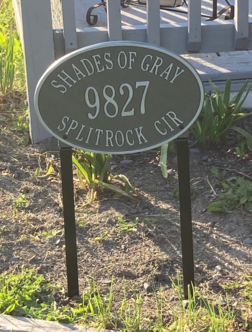 SHADES OF GRAY
9827
SPLITROCK CIR